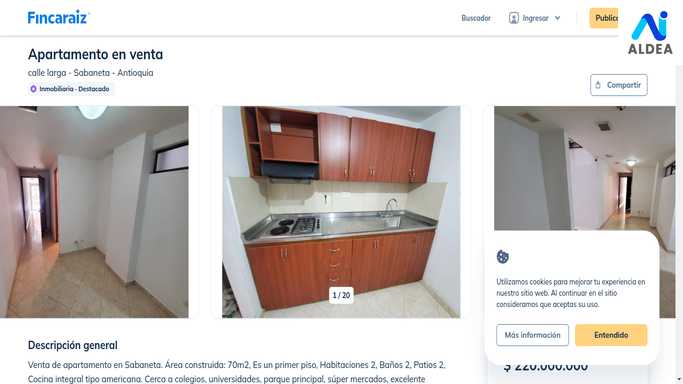 Fincaraiz
Buscador
Ingresar
Publica
ALDEA
Apartamento en venta
calle larga - Sabaneta - Antioquia
Inmobiliaria - Destacado
Compartir
1 / 20
Utilizamos cookies para mejorar tu experiencia en
nuestro sitio web. Al continuar en el sitio
consideramos que aceptas su uso.
Más información
Entendido
$ 220.000.000
Descripción general
Venta de apartamento en Sabaneta. Área construida: 70m2, Es un primer piso, Habitaciones 2, Baños 2, Patios 2,
Cocina integral tipo americana. Cerca a colegios, universidades, parque principal, súper mercados, excelente